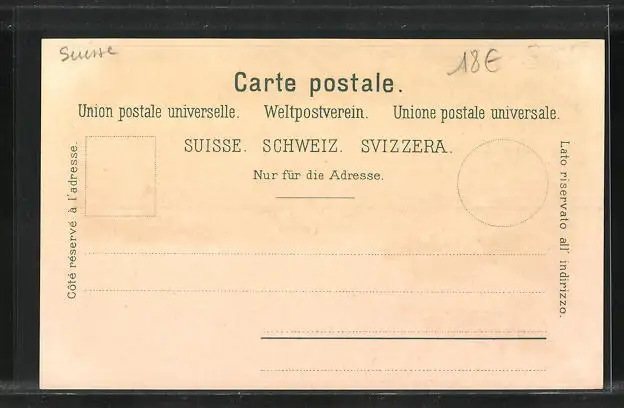 Suisse
18€
Carte postale.
Union postale universelle. Weltpostverein. Unione postale universale.
SUISSE. SCHWEIZ. SVIZZERA.
Nur für die Adresse.
Côté réservé à l'adresse.
Lato riservato all' indirizzo.